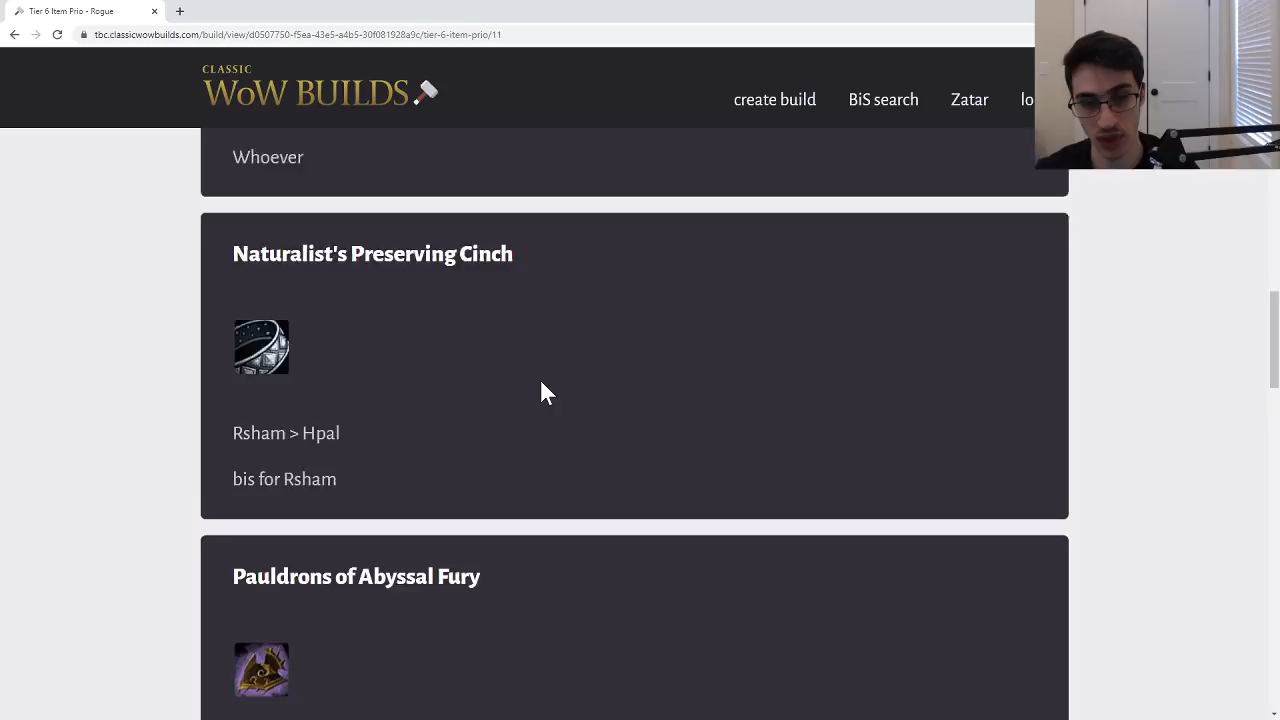 Tier 6 Item Prio - Rogue
tbc.classicwowbuilds.com/build/view/d0507750-f5ea-43e5-a4b5-30f081928a9c/tier-6-item-prio/11
CLASSIC
WoW BUILDS
create build BiS search Zatar lo
Whoever
Naturalist's Preserving Cinch
Rsham > Hpal
bis for Rsham
Pauldrons of Abyssal Fury